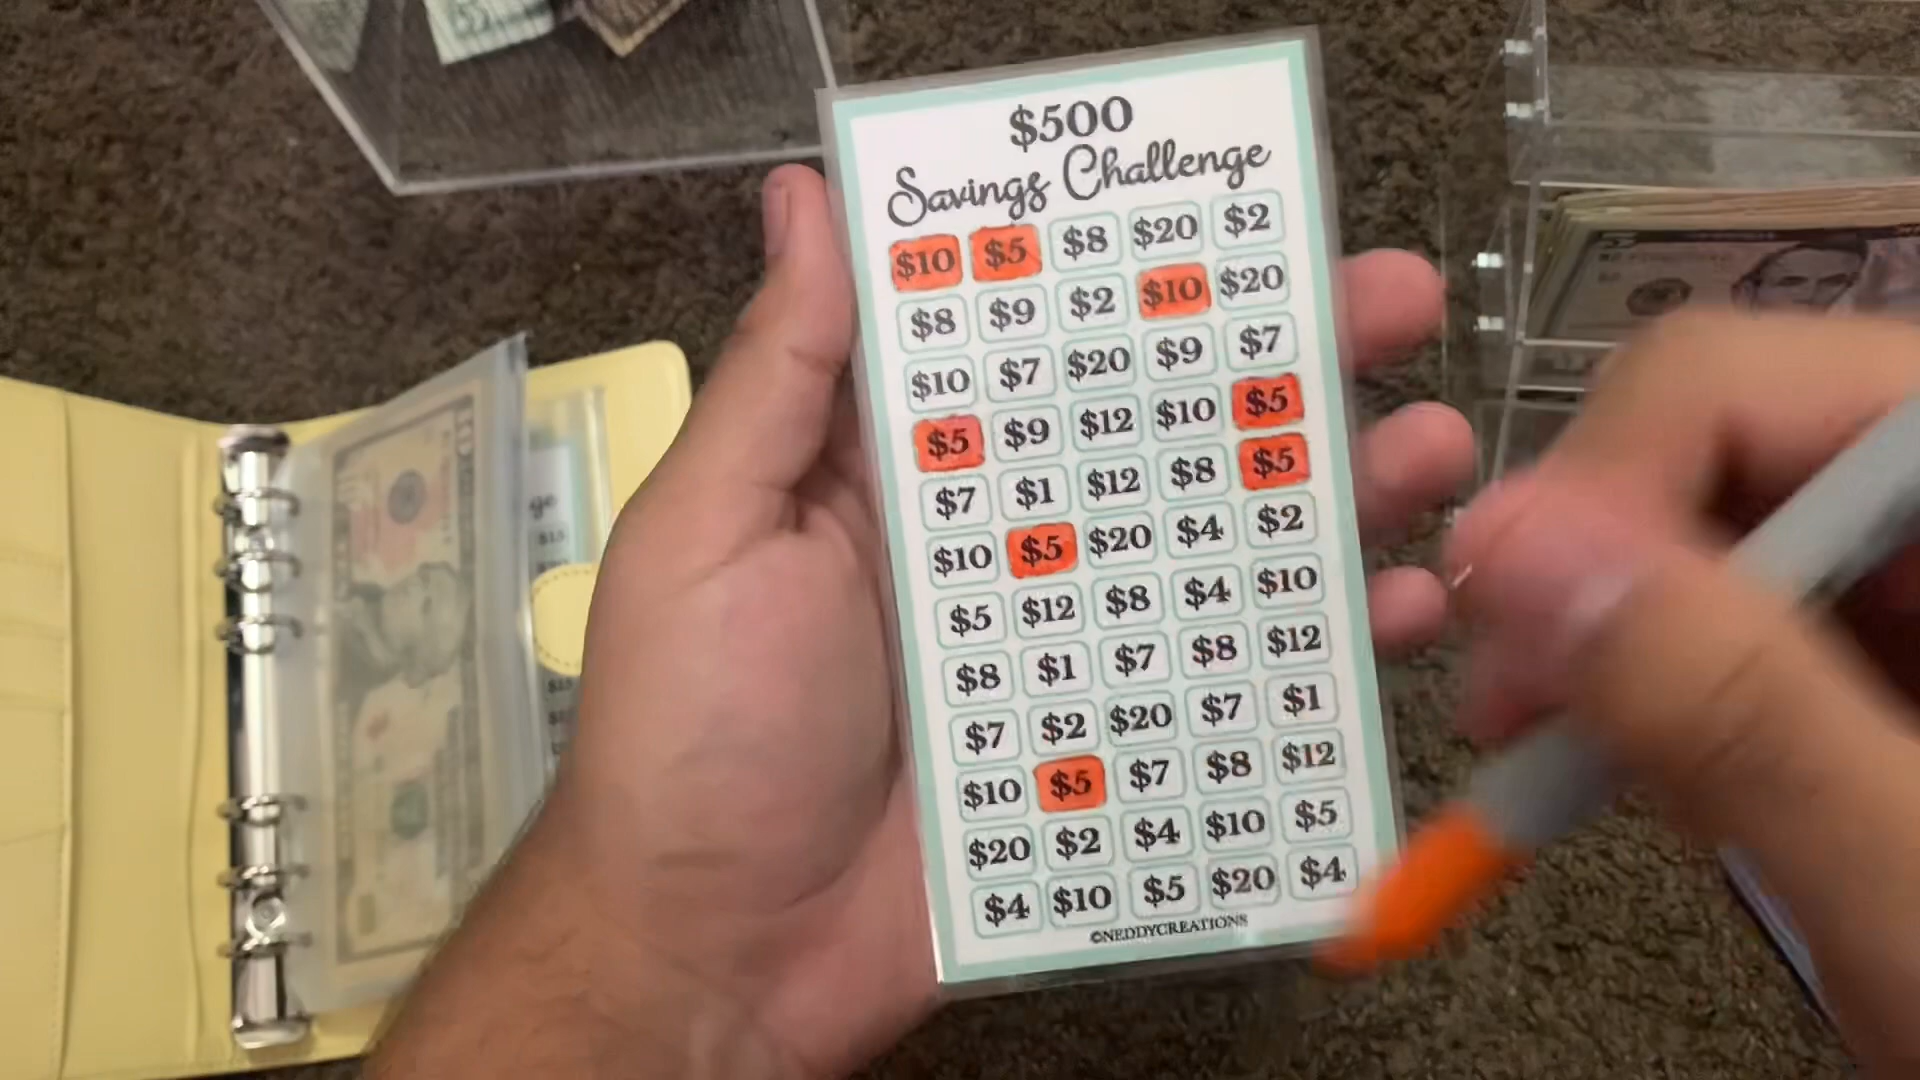 $500
Savings Challenge
$10 $5 $8 $20 $2
$8 $9 $2 $10 $20
$10 $7 $20 $9 $7
$5 $9 $12 $10 $5
$7 $1 $12 $8 $5
$10 $5 $20 $4 $2
$5 $12 $8 $4 $10
$8 $1 $7 $8 $12
$7 $2 $20 $7 $1
$10 $5 $7 $8 $12
$20 $2 $4 $10 $5
$4 $10 $5 $20 $4
©NEDDYCREATIONS
ge
$15